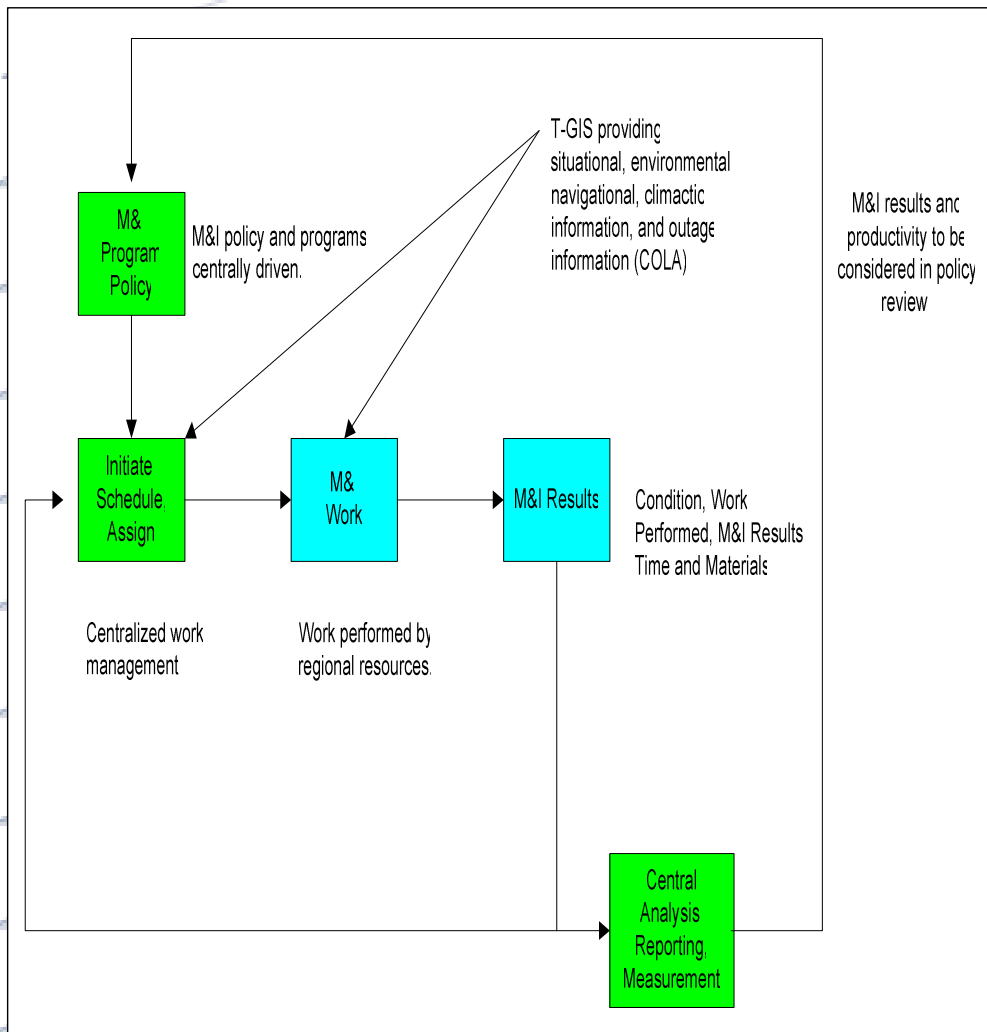 T-GIS providing
situational, environmental
navigational, climactic
information, and outage
information (COLA)
M&I results and
productivity to be
considered in policy
review
M&
Program
Policy
M&I policy and programs
centrally driven.
Initiate
Schedule,
Assign
M&
Work
M&I Results
Condition, Work
Performed, M&I Results
Time and Materials
Centralized work
management
Work performed by
regional resources.
Central
Analysis
Reporting,
Measurement